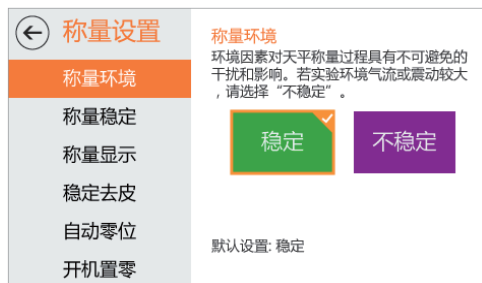 称量设置
称量环境
称量稳定
称量显示
稳定去皮
自动零位
开机置零
称量环境
环境因素对天平称量过程具有不可避免的
干扰和影响。若实验环境气流或震动较大
，请选择“不稳定”。
稳定
不稳定
默认设置: 稳定